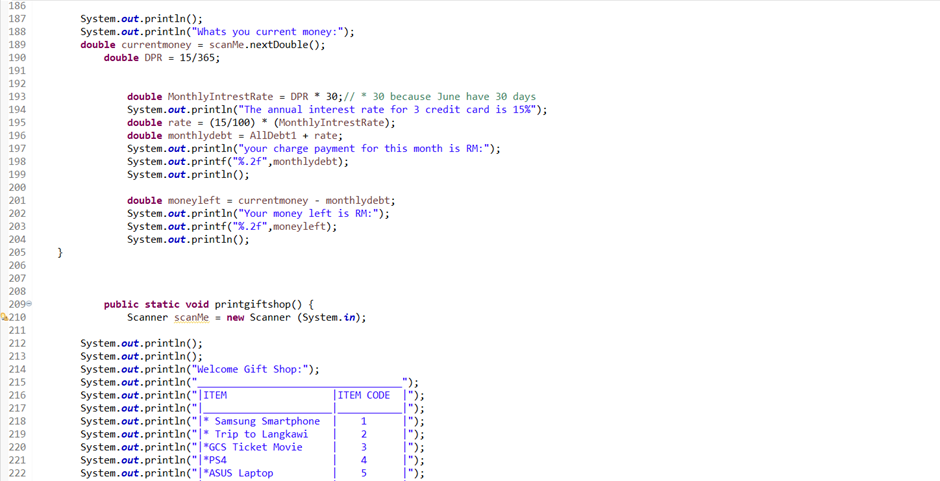 186
187 System.out.println();
188 System.out.println("Whats you current money:");
189 double currentmoney = scanMe.nextDouble();
190 double DPR = 15/365;
191
192
193 double MonthlyIntrestRate = DPR * 30;// * 30 because June have 30 days
194 System.out.println("The annual interest rate for 3 credit card is 15%");
195 double rate = (15/100) * (MonthlyIntrestRate);
196 double monthlydebt = AllDebt1 + rate;
197 System.out.println("your charge payment for this month is RM:");
198 System.out.printf("%.2f",monthlydebt);
199 System.out.println();
200
201 double moneyleft = currentmoney - monthlydebt;
202 System.out.println("Your money left is RM:");
203 System.out.printf("%.2f",moneyleft);
204 System.out.println();
205 }
206
207
208
209 public static void printgiftshop() {
210 Scanner scanMe = new Scanner (System.in);
211
212 System.out.println();
213 System.out.println();
214 System.out.println("Welcome Gift Shop:");
215 System.out.println("_______________________________");
216 System.out.println("|ITEM                |ITEM CODE  |");
217 System.out.println("|____________________|__________|");
218 System.out.println("|* Samsung Smartphone  |    1      |");
219 System.out.println("|* Trip to Langkawi    |    2      |");
220 System.out.println("|*GCS Ticket Movie     |    3      |");
221 System.out.println("|*PS4                  |    4      |");
222 System.out.println("|*ASUS Laptop          |    5      |");